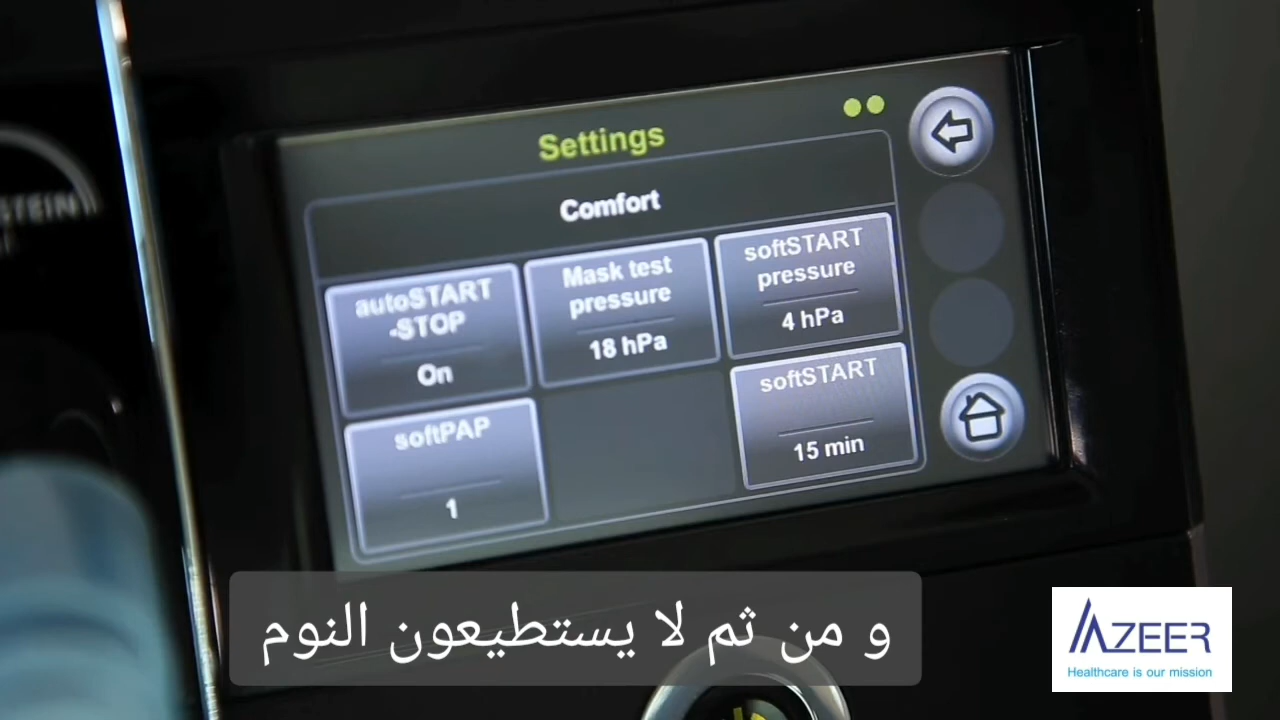 Settings
Comfort
autoSTART
-STOP
On
Mask test
pressure
18 hPa
softSTART
pressure
4 hPa
softPAP
1
softSTART
15 min
STEIN
و من ثم لا يستطيعون النوم
AZEER
Healthcare is our mission